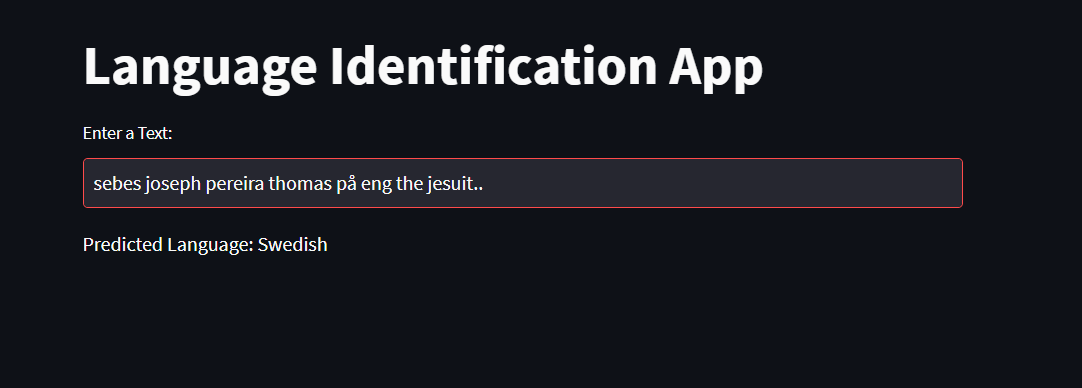 Language Identification App
Enter a Text:
sebes joseph pereira thomas på eng the jesuit..
Predicted Language: Swedish